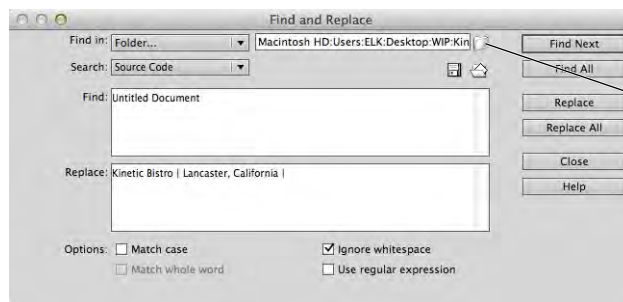 Find and Replace
Find in: Folder... Macintosh HD:Users:ELK:Desktop:WIP:Kin
Find Next
Search: Source Code
Find All
Find: Untitled Document
Replace
Replace All
Close
Replace: Kinetic Bistro | Lancaster, California |
Help
Options: Match case Ignore whitespace
Match whole word Use regular expression